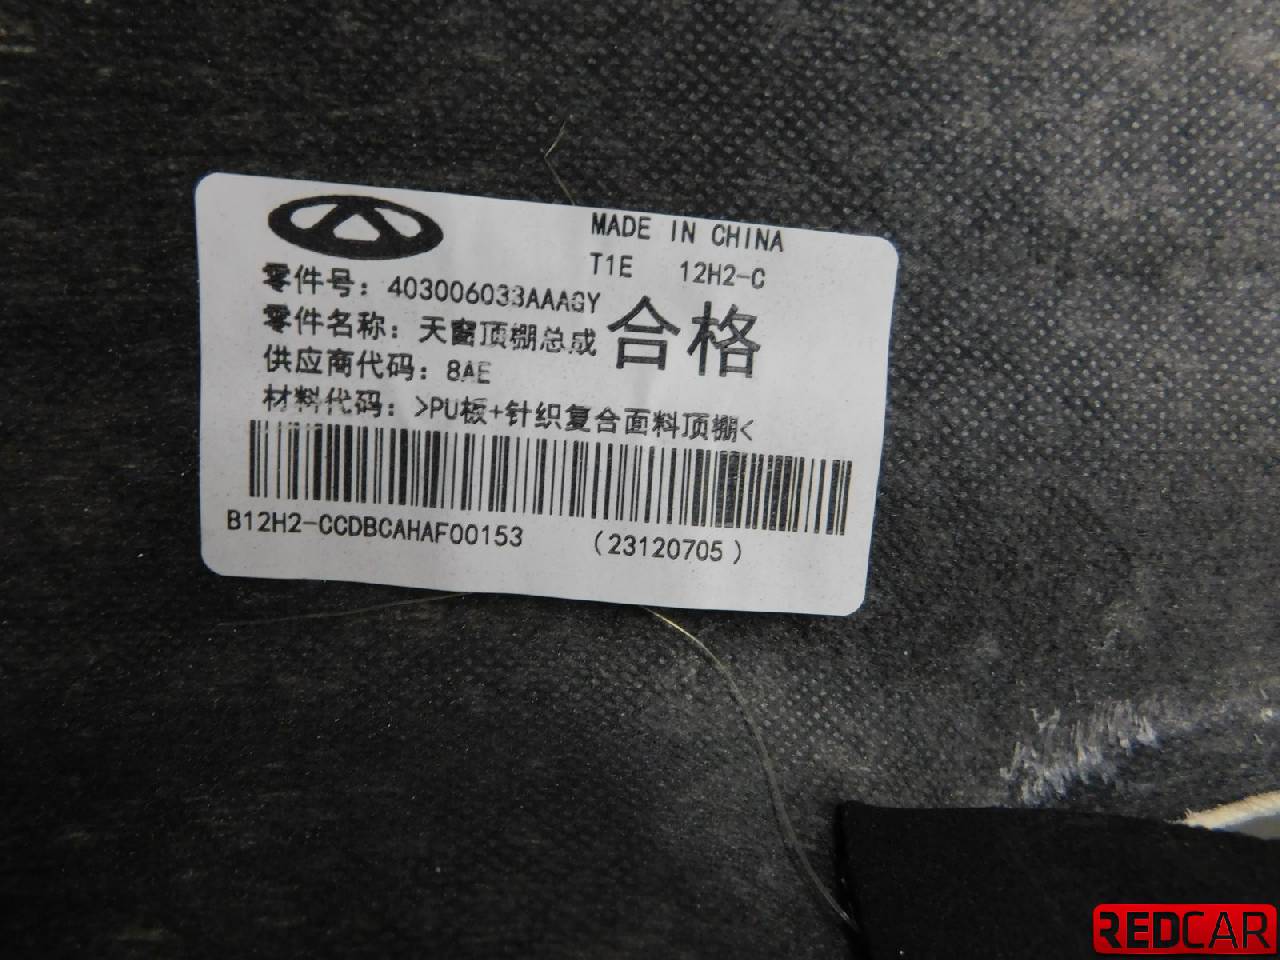 MADE IN CHINA
T1E 12H2-C
零件号: 403006033AAAGY
零件名称: 天窗顶棚总成
合格
供应商代码: 8AE
材料代码: >PU板+针织复合面料顶棚<
B12H2-CCDBCAHAF00153 (23120705)
REDCAR